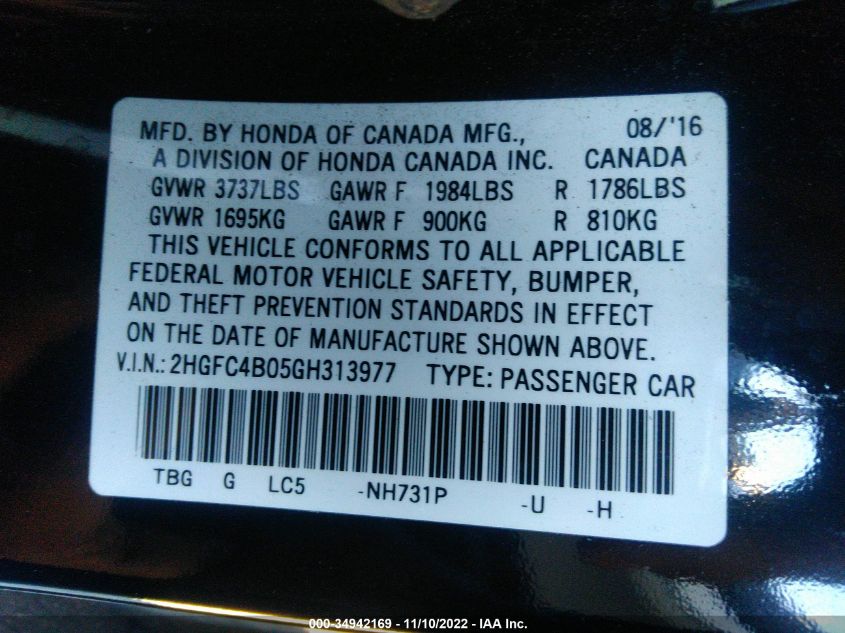 MFD. BY HONDA OF CANADA MFG., 08/'16
A DIVISION OF HONDA CANADA INC. CANADA
GVWR 3737LBS GAWR F 1984LBS R 1786LBS
GVWR 1695KG GAWR F 900KG R 810KG
THIS VEHICLE CONFORMS TO ALL APPLICABLE
FEDERAL MOTOR VEHICLE SAFETY, BUMPER,
AND THEFT PREVENTION STANDARDS IN EFFECT
ON THE DATE OF MANUFACTURE SHOWN ABOVE.
V.I.N.: 2HGFC4B05GH313977 TYPE: PASSENGER CAR
TBG G LC5 -NH731P -U -H
000-34942169 - 11/10/2022 - IAA Inc.